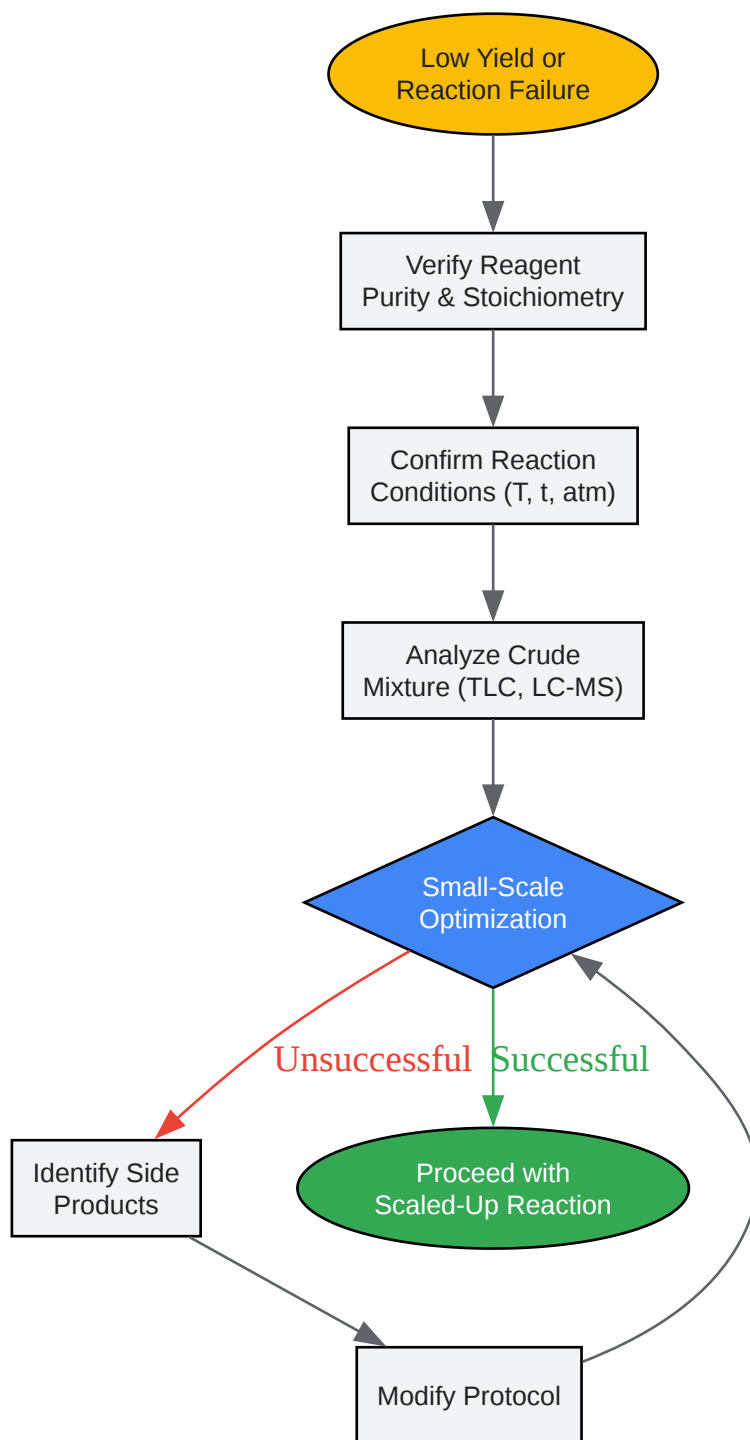 Low Yield or
Reaction Failure
Verify Reagent
Purity & Stoichiometry
Confirm Reaction
Conditions (T, t, atm)
Analyze Crude
Mixture (TLC, LC-MS)
Small-Scale
Optimization
Unsuccessful
Successful
Identify Side
Products
Proceed with
Scaled-Up Reaction
Modify Protocol